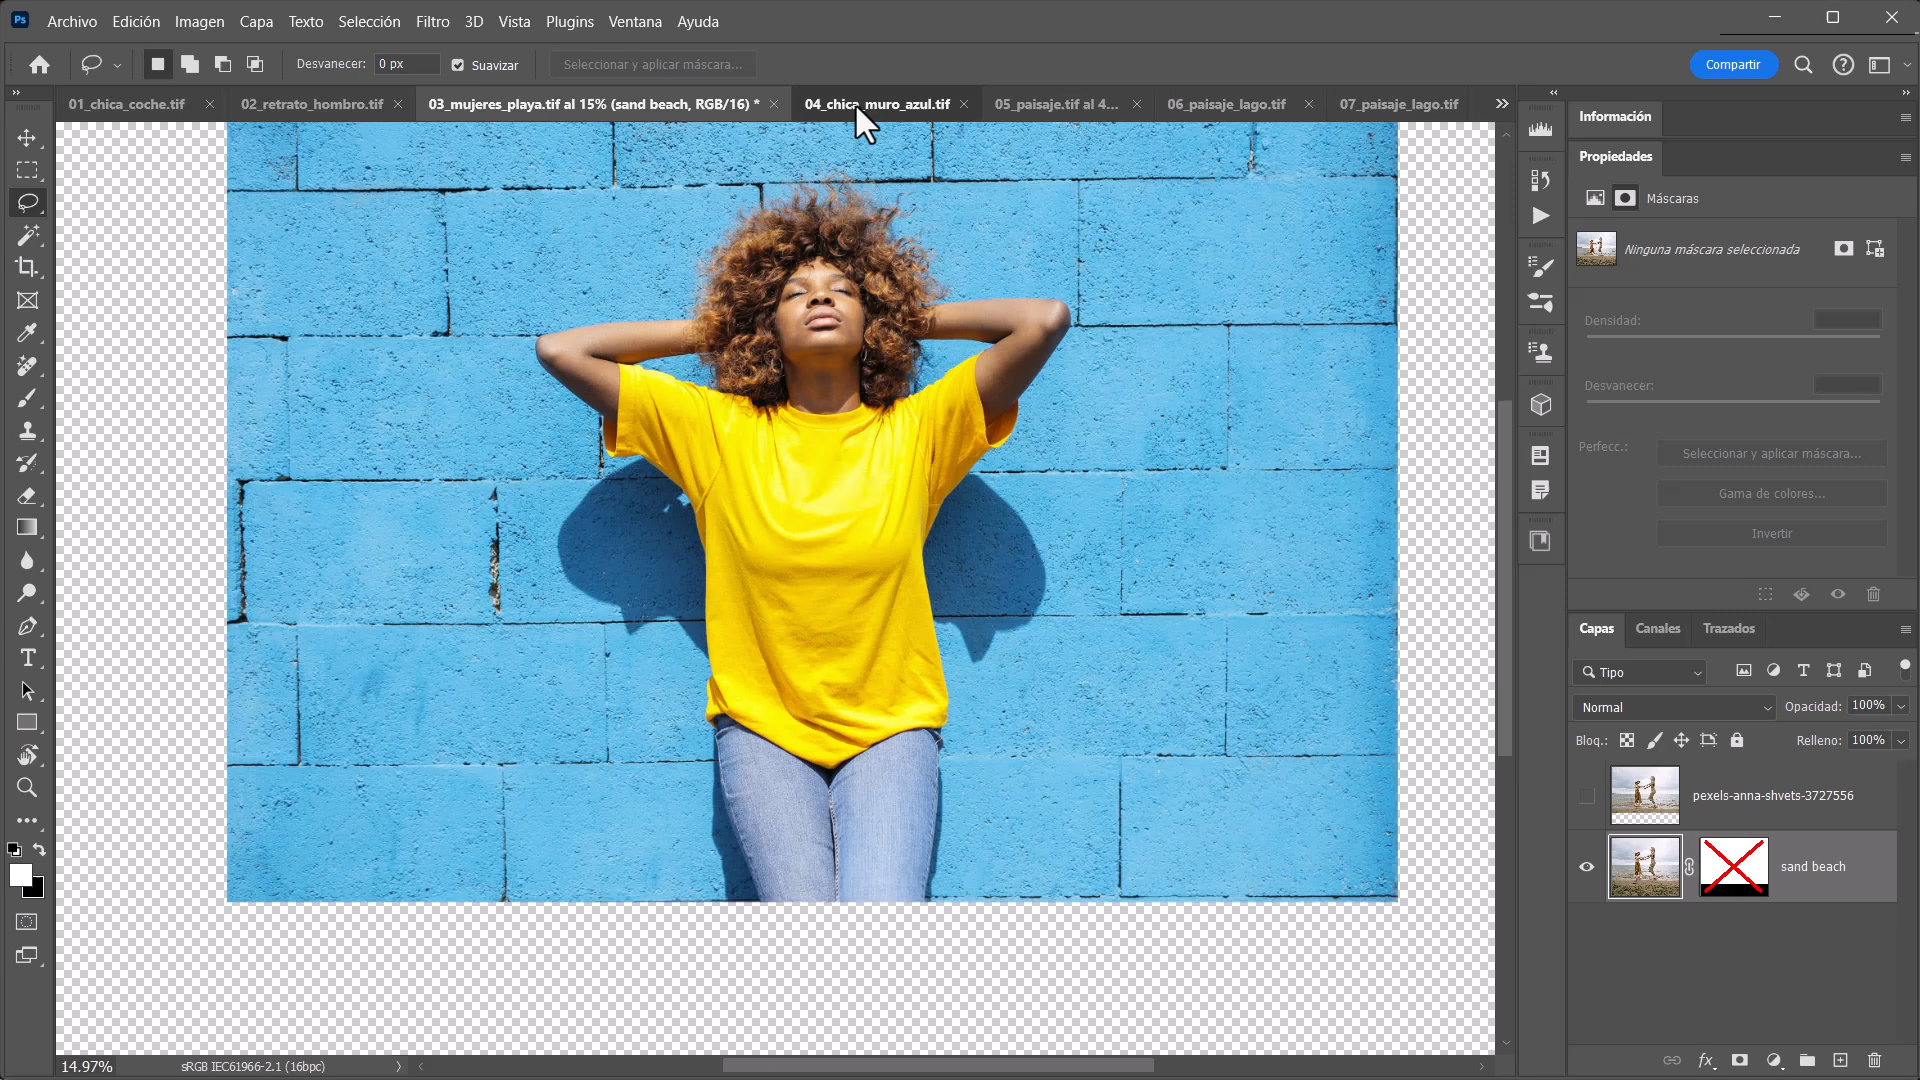 Ps
Archivo Edición Imagen Capa Texto Selección Filtro 3D Vista Plugins Ventana Ayuda
Desvanecer: 0 px Suavizar Seleccionar y aplicar máscara... Compartir
01_chica_coche.tif 02_retrato_hombro.tif 03_mujeres_playa.tif al 15% (sand beach, RGB/16) * 04_chica_muro_azul.tif 05_paisaje.tif al 4... 06_paisaje_lago.tif 07_paisaje_lago.tif
Información
Propiedades
Máscaras
Ninguna máscara seleccionada
Densidad:
Desvanecer:
Perfecc.: Seleccionar y aplicar máscara...
Gama de colores...
Invertir
Capas Canales Trazados
Tipo
Normal Opacidad: 100%
Bloq.: Relleno: 100%
pexels-anna-shvets-3727556
sand beach
14.97% sRGB IEC61966-2.1 (16bpc)